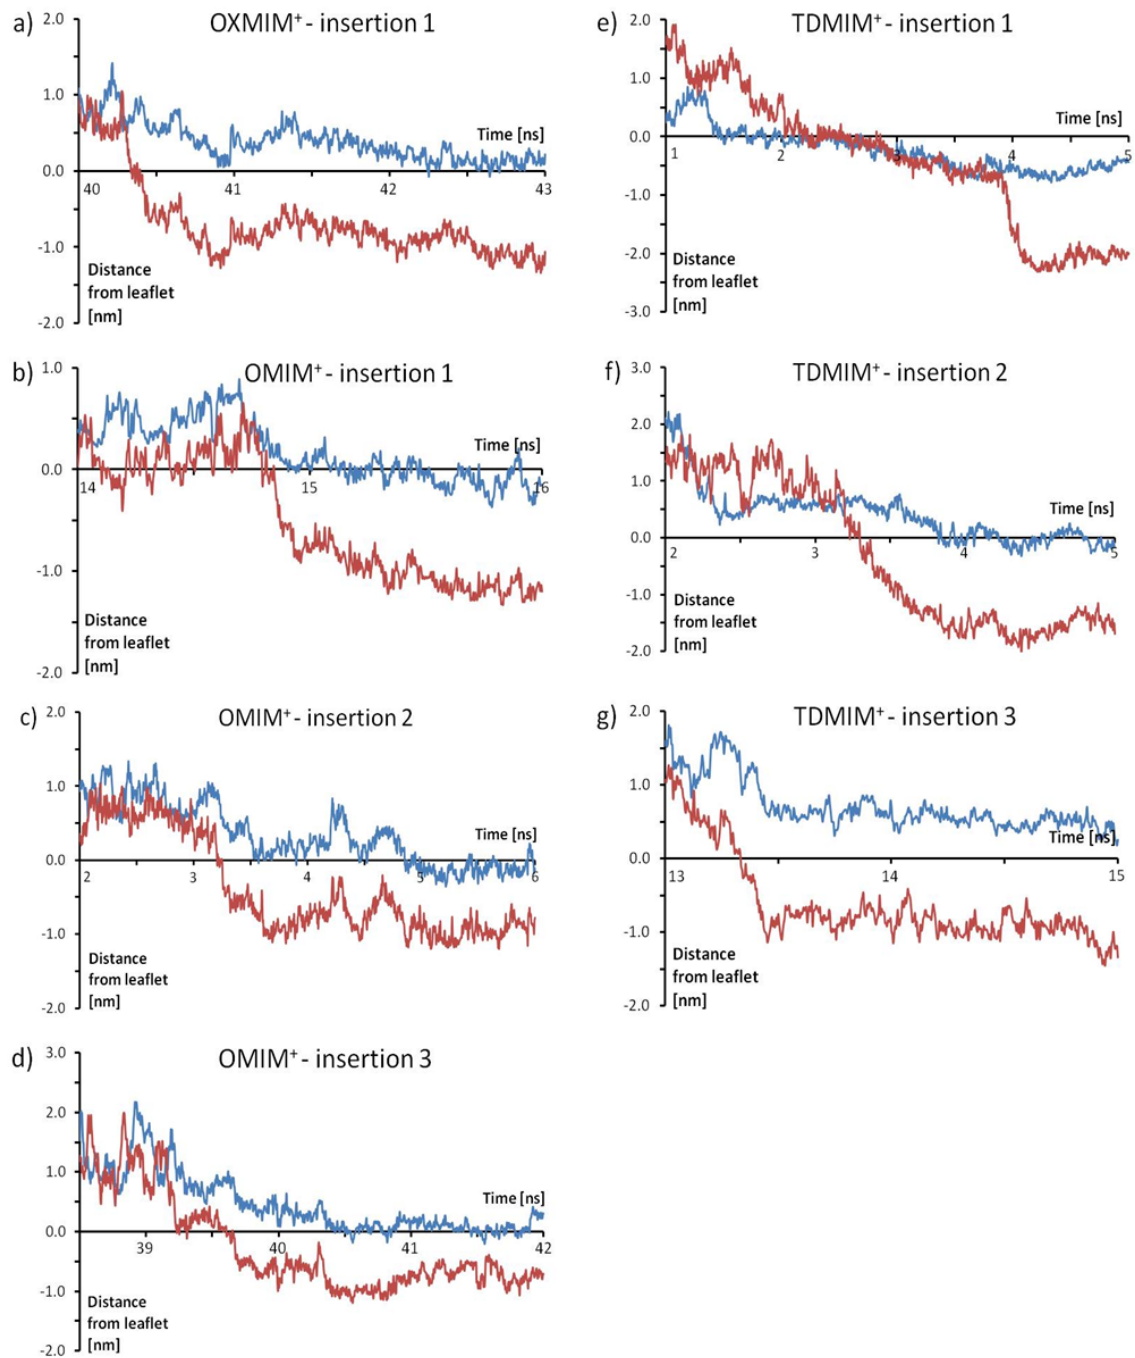 a) OXMIM⁺ - insertion 1
2.0
1.0
0.0
-1.0
-2.0
Time [ns]
40 41 42 43
Distance
from leaflet
[nm]
b) OMIM⁺ - insertion 1
1.0
0.0
-1.0
-2.0
Time [ns]
14 15 16
Distance
from leaflet
[nm]
c) OMIM⁺ - insertion 2
2.0
1.0
0.0
-1.0
-2.0
Time [ns]
2 3 4 5 6
Distance
from leaflet
[nm]
d) OMIM⁺ - insertion 3
3.0
2.0
1.0
0.0
-1.0
-2.0
Time [ns]
39 40 41 42
Distance
from leaflet
[nm]
e) TDMIM⁺ - insertion 1
2.0
1.0
0.0
-1.0
-2.0
-3.0
Time [ns]
1 2 3 4 5
Distance
from leaflet
[nm]
f) TDMIM⁺ - insertion 2
3.0
2.0
1.0
0.0
-1.0
-2.0
Time [ns]
2 3 4 5
Distance
from leaflet
[nm]
g) TDMIM⁺ - insertion 3
2.0
1.0
0.0
-1.0
-2.0
Time [ns]
13 14 15
Distance
from leaflet
[nm]